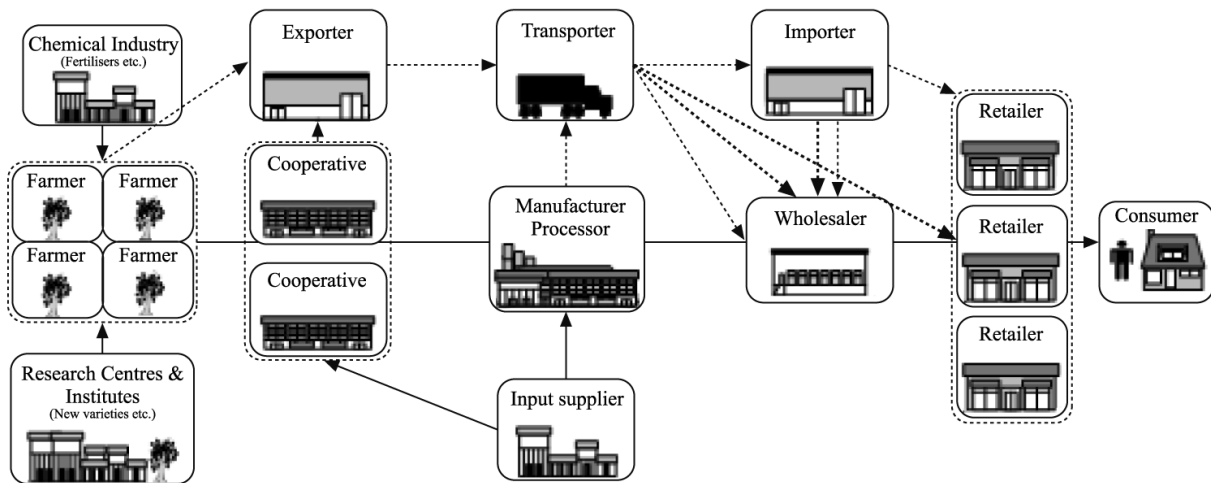 Chemical Industry
(Fertilisers etc.)
Exporter
Transporter
Importer
Farmer
Farmer
Farmer
Farmer
Cooperative
Cooperative
Manufacturer
Processor
Wholesaler
Retailer
Retailer
Retailer
Consumer
Research Centres &
Institutes
(New varieties etc.)
Input supplier